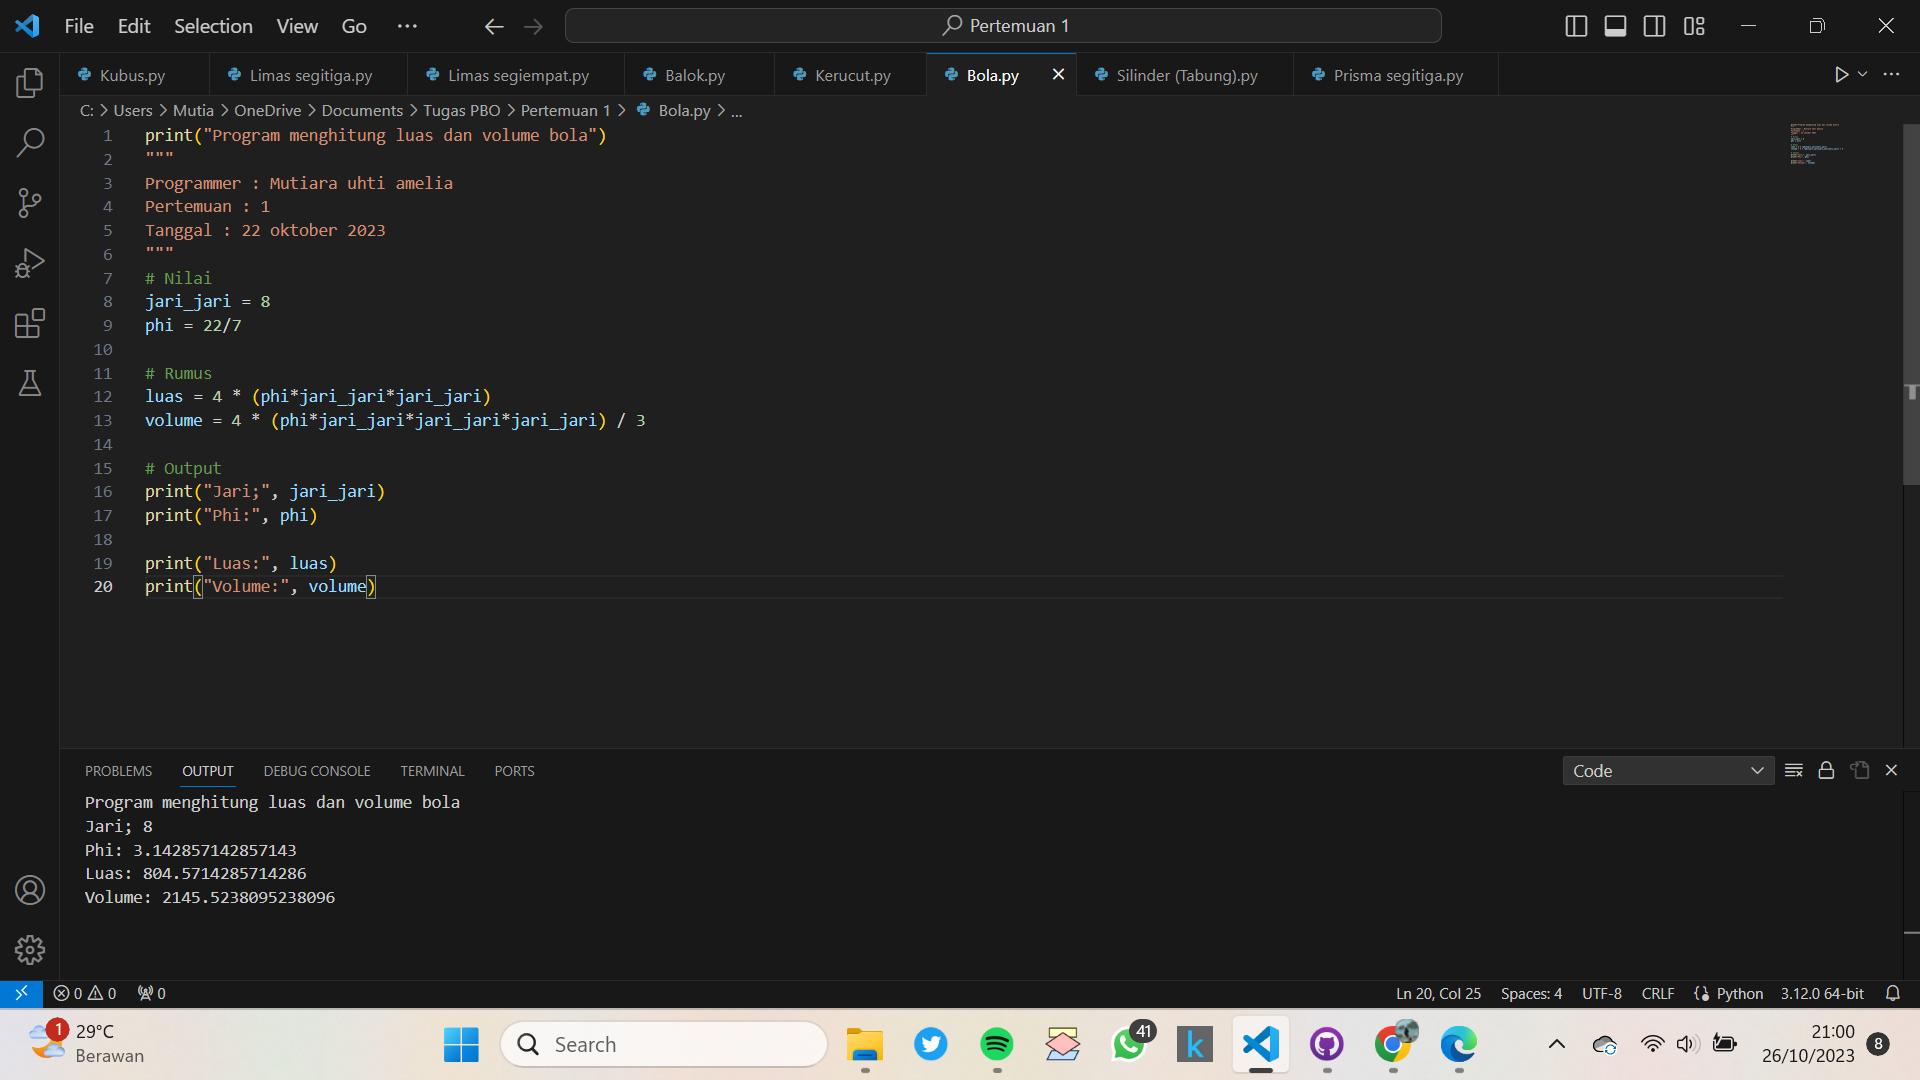 File Edit Selection View Go ··· Pertemuan 1
Kubus.py Limas segitiga.py Limas segiempat.py Balok.py Kerucut.py Bola.py Silinder (Tabung).py Prisma segitiga.py
C: > Users > Mutia > OneDrive > Documents > Tugas PBO > Pertemuan 1 > Bola.py > ...
1 print("Program menghitung luas dan volume bola")
2 """
3 Programmer : Mutiara uhti amelia
4 Pertemuan : 1
5 Tanggal : 22 oktober 2023
6 """
7 # Nilai
8 jari_jari = 8
9 phi = 22/7
10
11 # Rumus
12 luas = 4 * (phi*jari_jari*jari_jari)
13 volume = 4 * (phi*jari_jari*jari_jari*jari_jari) / 3
14
15 # Output
16 print("Jari;", jari_jari)
17 print("Phi:", phi)
18
19 print("Luas:", luas)
20 print("Volume:", volume)
PROBLEMS OUTPUT DEBUG CONSOLE TERMINAL PORTS Code
Program menghitung luas dan volume bola
Jari; 8
Phi: 3.142857142857143
Luas: 804.5714285714286
Volume: 2145.5238095238096
0 0 0 Ln 20, Col 25 Spaces: 4 UTF-8 CRLF Python 3.12.0 64-bit
1 29°C Search 41 k 21:00
Berawan 26/10/2023 8